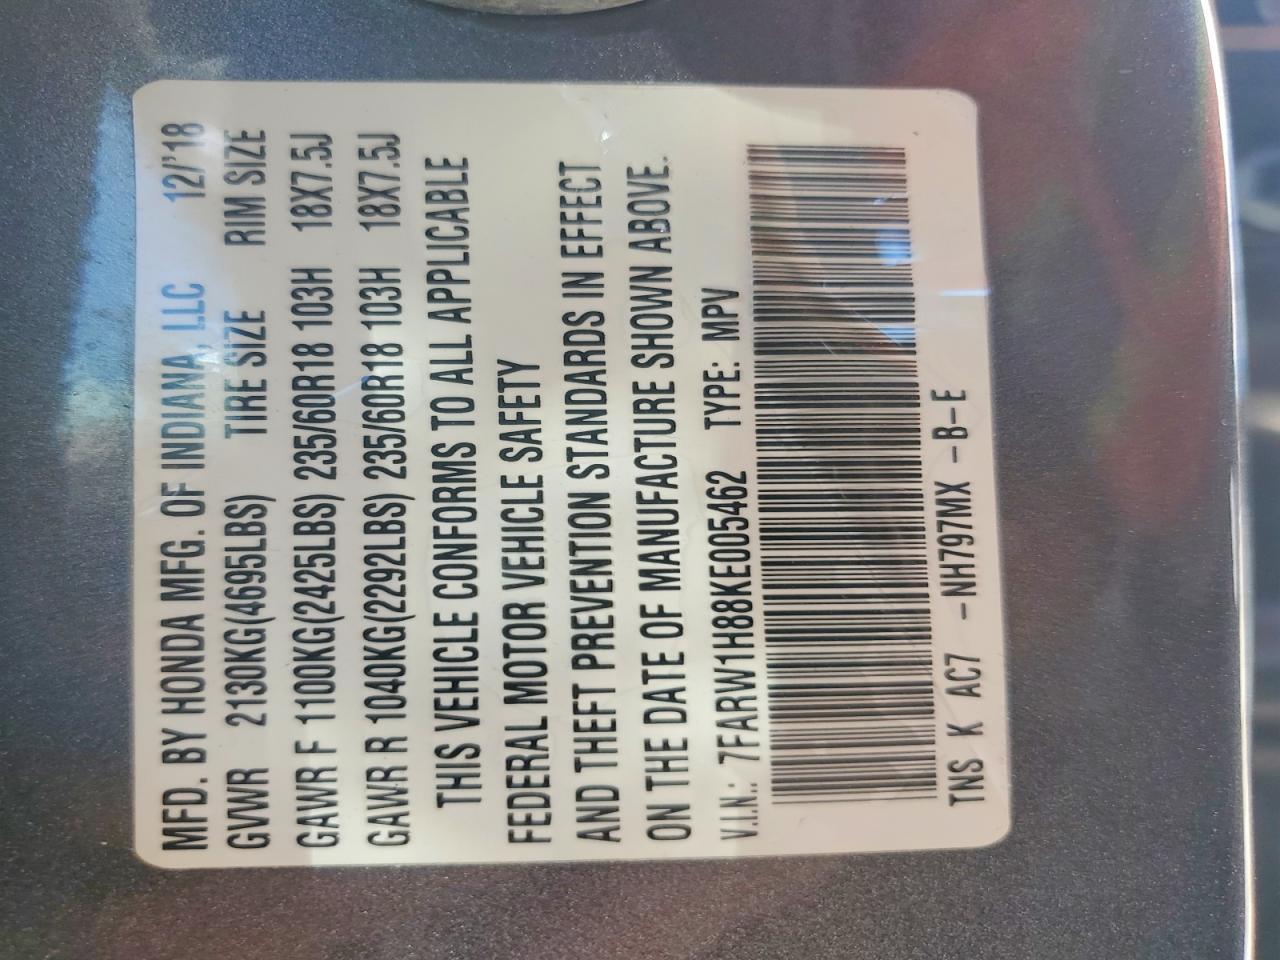 MFD. BY HONDA MFG. OF INDIANA, LLC 12/'18
GVWR 2130KG(4695LBS) TIRE SIZE RIM SIZE
GAWR F 1100KG(2425LBS) 235/60R18 103H 18X7.5J
GAWR R 1040KG(2292LBS) 235/60R18 103H 18X7.5J
THIS VEHICLE CONFORMS TO ALL APPLICABLE
FEDERAL MOTOR VEHICLE SAFETY
AND THEFT PREVENTION STANDARDS IN EFFECT
ON THE DATE OF MANUFACTURE SHOWN ABOVE.
V.I.N.: 7FARW1H88KE005462 TYPE: MPV
TNS K AC7 -NH797MX -B-E